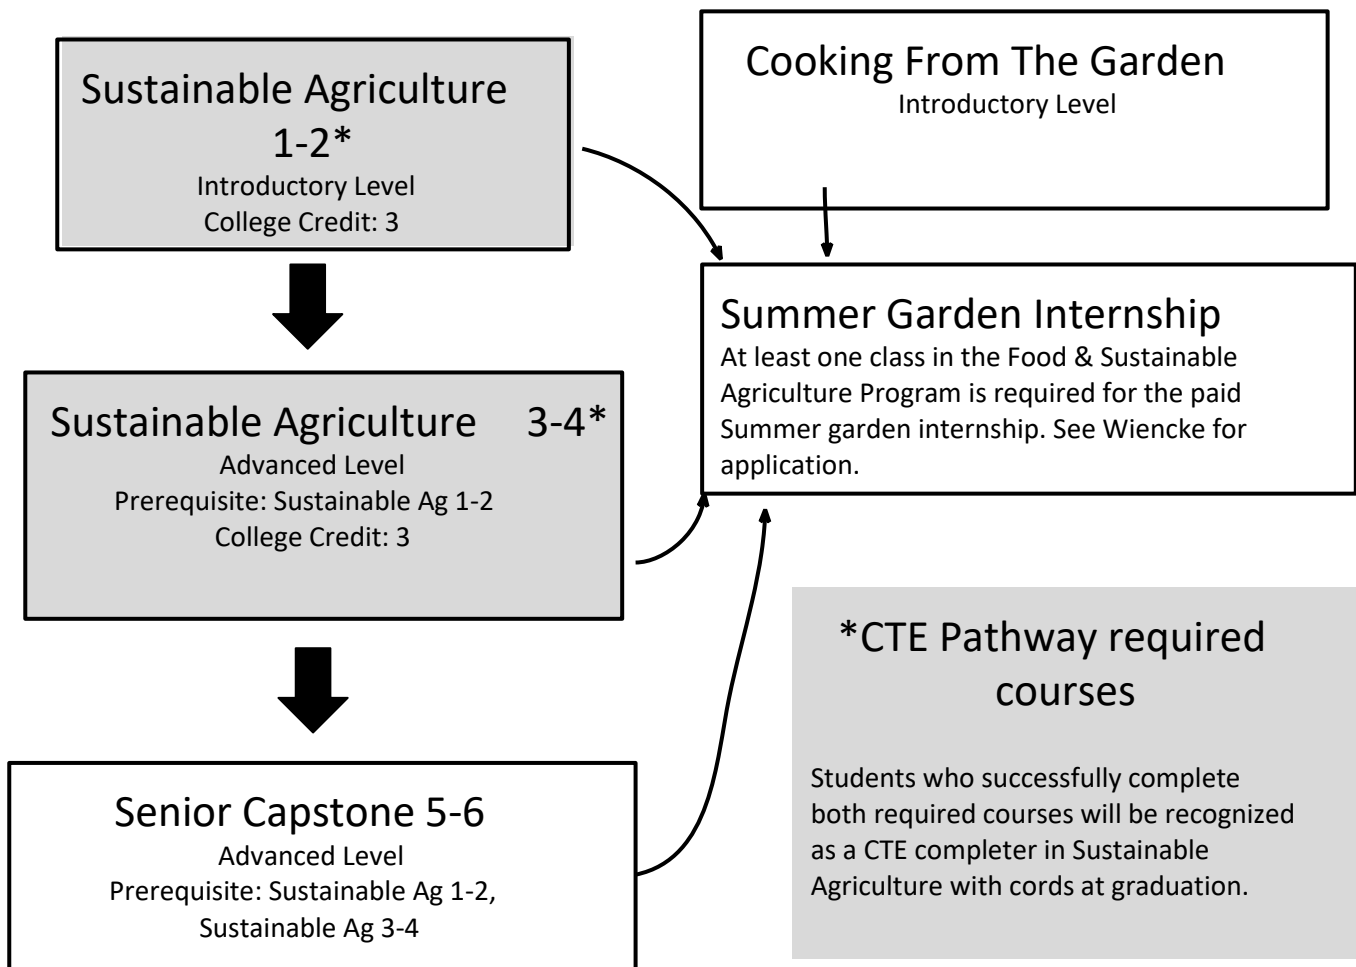 Sustainable Agriculture
1-2*
Introductory Level
College Credit: 3
Cooking From The Garden
Introductory Level
Summer Garden Internship
At least one class in the Food & Sustainable
Agriculture Program is required for the paid
Summer garden internship. See Wiencke for
application.
Sustainable Agriculture 3-4*
Advanced Level
Prerequisite: Sustainable Ag 1-2
College Credit: 3
Senior Capstone 5-6
Advanced Level
Prerequisite: Sustainable Ag 1-2,
Sustainable Ag 3-4
*CTE Pathway required
courses
Students who successfully complete
both required courses will be recognized
as a CTE completer in Sustainable
Agriculture with cords at graduation.